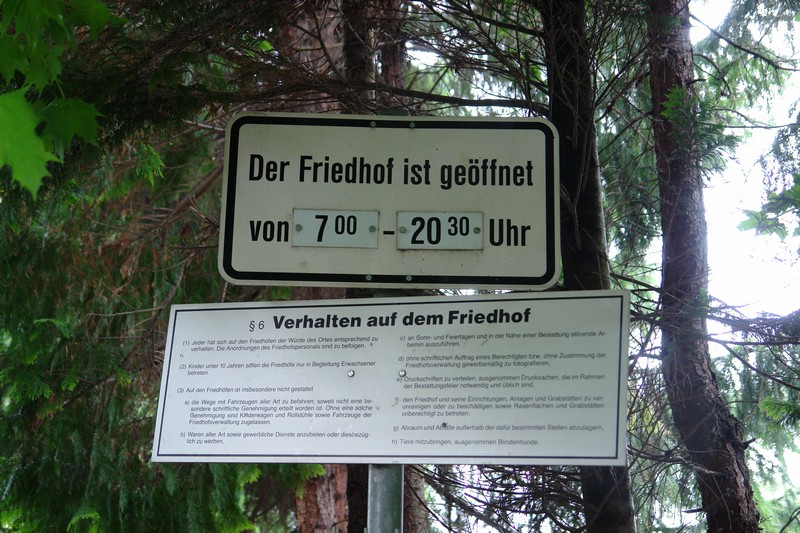 Der Friedhof ist geöffnet
von 7 00 - 20 30 Uhr
§ 6 Verhalten auf dem Friedhof
(1) Jeder hat sich auf den Friedhöfen der Würde des Ortes entsprechend zu
verhalten. Die Anordnungen des Friedhofspersonals sind zu befolgen.
(2) Kinder unter 10 Jahren sollen die Friedhöfe nur in Begleitung Erwachsener
betreten.
(3) Auf den Friedhöfen ist insbesondere nicht gestattet
a) die Wege mit Fahrzeugen aller Art zu befahren; soweit nicht eine be-
sondere schriftliche Genehmigung erteilt worden ist. Ohne eine solche
Genehmigung sind Kinderwagen und Rollstühle sowie Fahrzeuge der
Friedhofsverwaltung zugelassen.
b) Waren aller Art sowie gewerbliche Dienste anzubieten oder diesbezüg-
lich zu werben.
c) an Sonn- und Feiertagen und in der Nähe einer Bestattung störende Ar-
beiten auszuführen,
d) ohne schriftlichen Auftrag eines Berechtigten bzw. ohne Zustimmung der
Friedhofsverwaltung gewerbsmäßig zu fotografieren,
e) Druckschriften zu verteilen, ausgenommen Drucksachen, die im Rahmen
der Bestattungsfeier notwendig und üblich sind,
f) den Friedhof und seine Einrichtungen, Anlagen und Grabstätten zu ver-
unreinigen oder zu beschädigen sowie Rasenflächen und Grabstätten
unberechtigt zu betreten,
g) Abraum und Abfälle außerhalb der dafür bestimmten Stellen abzulagern,
h) Tiere mitzubringen, ausgenommen Blindenhunde.